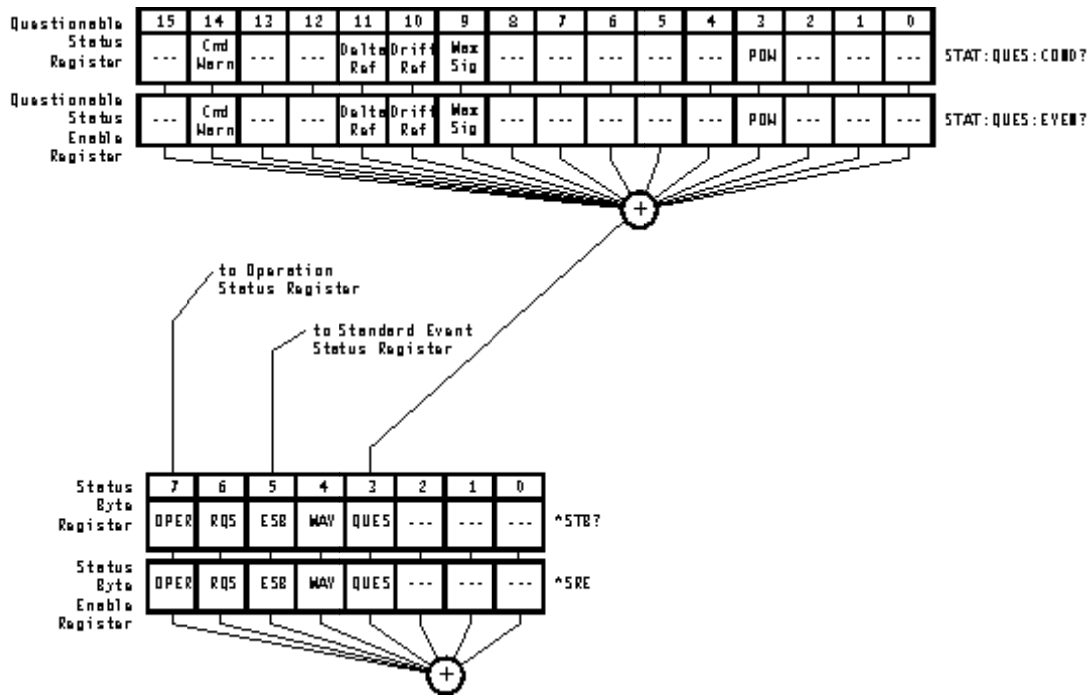 Questionable Status Register
15 14 13 12 11 10 9 8 7 6 5 4 3 2 1 0
--- Cmd Warn --- --- Delta Ref Drift Ref Max Sig --- --- --- --- --- POW --- --- ---
STAT:QUES:COND?
Questionable Status Enable Register
--- Cmd Warn --- --- Delta Ref Drift Ref Max Sig --- --- --- --- --- POW --- --- ---
STAT:QUES:EVEN?
+
to Operation
Status Register
to Standard Event
Status Register
Status Byte Register
7 6 5 4 3 2 1 0
OPER RQS ESB MAV QUES --- --- ---
*STB?
Status Byte Enable Register
OPER RQS ESB MAV QUES --- --- ---
*SRE
+